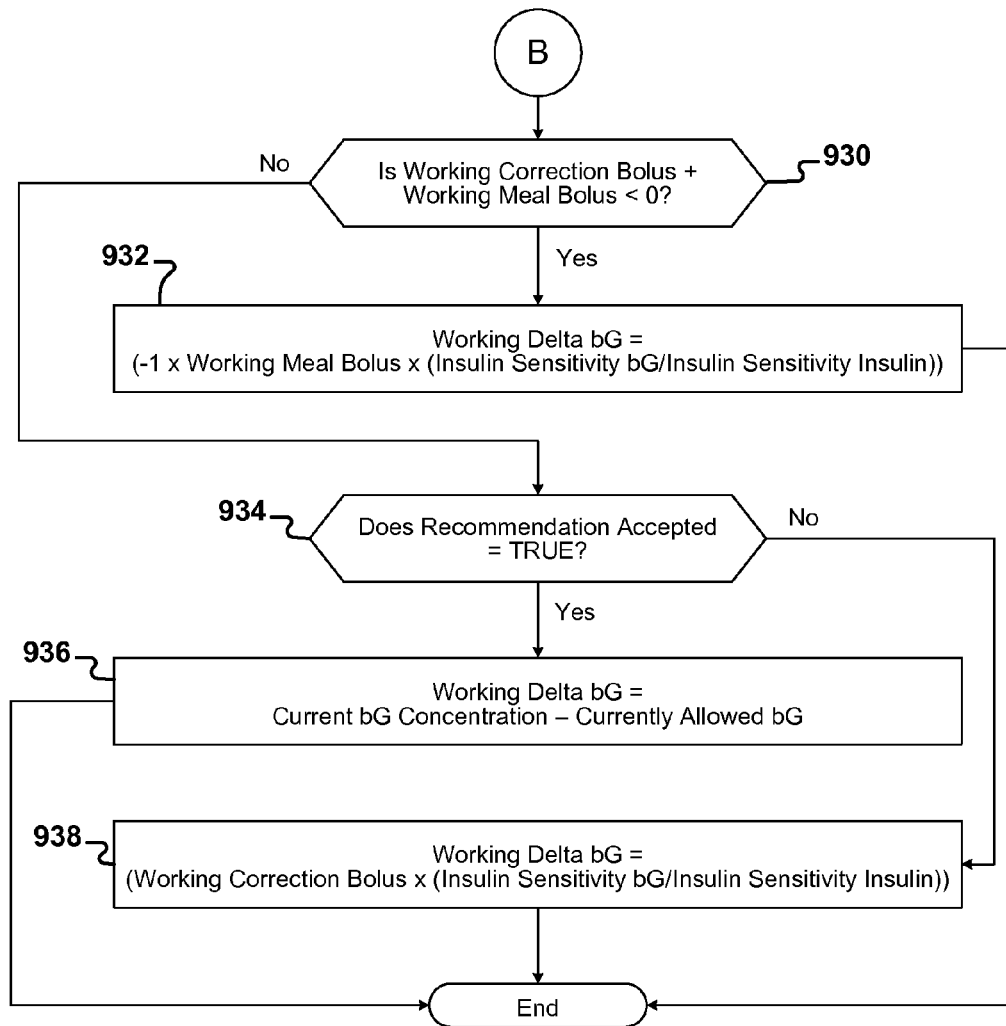 B
No
Is Working Correction Bolus +
Working Meal Bolus < 0?
930
Yes
932
Working Delta bG =
(-1 x Working Meal Bolus x (Insulin Sensitivity bG/Insulin Sensitivity Insulin))
934
Does Recommendation Accepted
= TRUE?
No
Yes
936
Working Delta bG =
Current bG Concentration – Currently Allowed bG
938
Working Delta bG =
(Working Correction Bolus x (Insulin Sensitivity bG/Insulin Sensitivity Insulin))
End